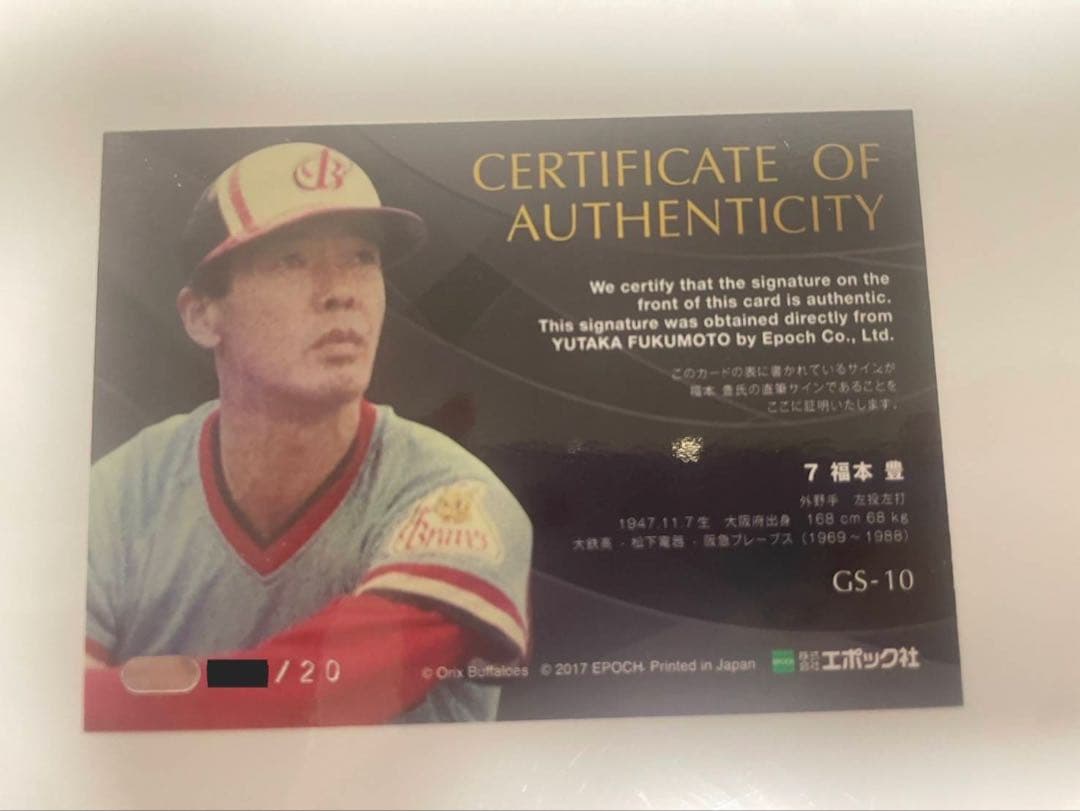 B
CERTIFICATE OF
AUTHENTICITY
We certify that the signature on the
front of this card is authentic.
This signature was obtained directly from
YUTAKA FUKUMOTO by Epoch Co., Ltd.
このカードの表に書かれているサインが
福本 豊氏の直筆サインであることを
ここに証明いたします。
Braves
7 福本 豊
外野手 左投左打
1947.11.7生 大阪府出身 168 cm 68 kg
大鉄高 - 松下電器 - 阪急ブレーブス (1969～1988)
GS-10
/20
© Orix Buffaloes © 2017 EPOCH. Printed in Japan EPOCH 株式会社 エポック社